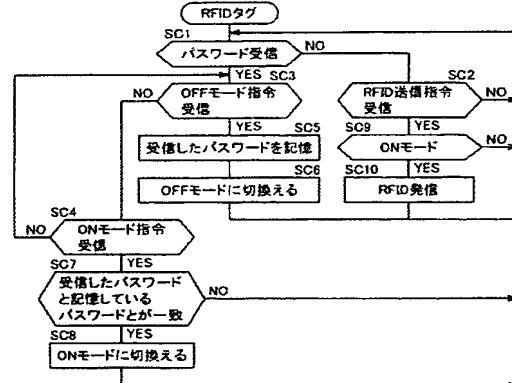 RFIDタグ
SC1
パスワード受信
NO
YES
SC3
SC2
NO
OFFモード指令
受信
RFID送信指令
受信
NO
YES
SC5
SC9
YES
受信したパスワードを記憶
ONモード
NO
SC6
SC10
YES
OFFモードに切換える
RFID発信
SC4
NO
ONモード指令
受信
SC7
YES
受信したパスワード
と記憶している
パスワードとが一致
NO
SC8
YES
ONモードに切換える